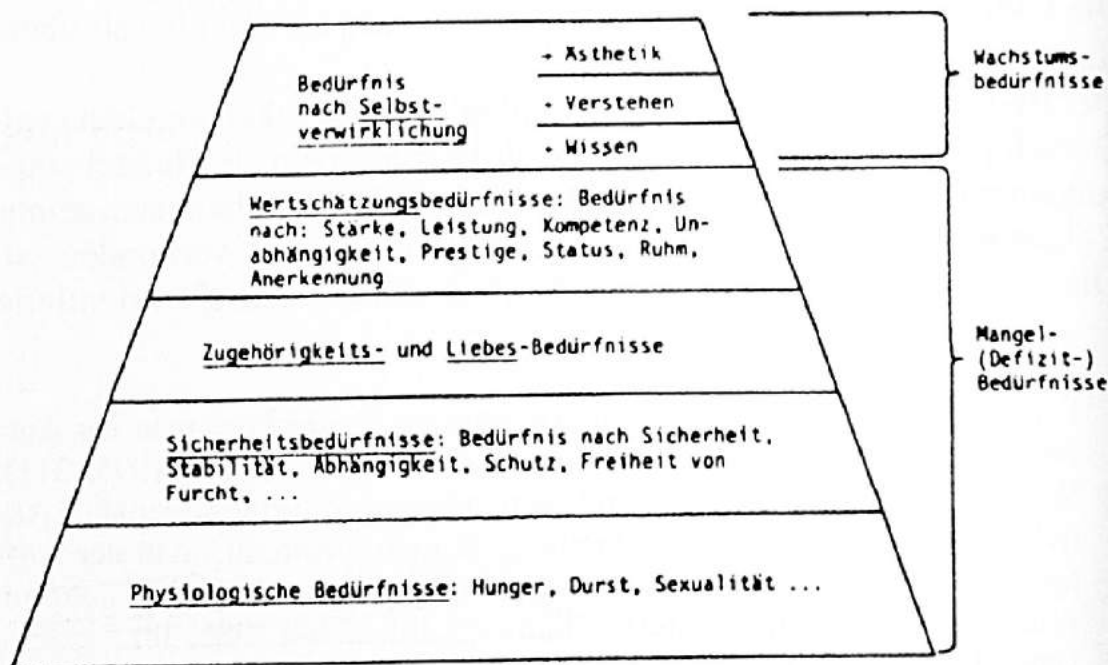 Bedürfnis
nach Selbst-
verwirklichung
→ Ästhetik
• Verstehen
• Wissen
Wachstums-
bedürfnisse
Wertschätzungsbedürfnisse: Bedürfnis
nach: Stärke, Leistung, Kompetenz, Un-
abhängigkeit, Prestige, Status, Ruhm,
Anerkennung
Zugehörigkeits- und Liebes-Bedürfnisse
Mangel-
(Defizit-)
Bedürfnisse
Sicherheitsbedürfnisse: Bedürfnis nach Sicherheit,
Stabilität, Abhängigkeit, Schutz, Freiheit von
Furcht, ...
Physiologische Bedürfnisse: Hunger, Durst, Sexualität ...